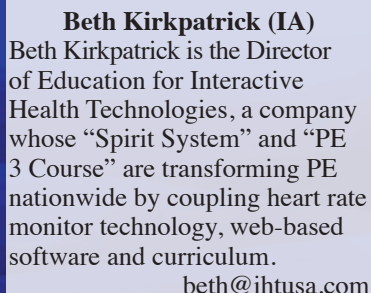 Beth Kirkpatrick (IA)
Beth Kirkpatrick is the Director
of Education for Interactive
Health Technologies, a company
whose “Spirit System” and “PE
3 Course” are transforming PE
nationwide by coupling heart rate
monitor technology, web-based
software and curriculum.
beth@ihtusa.com